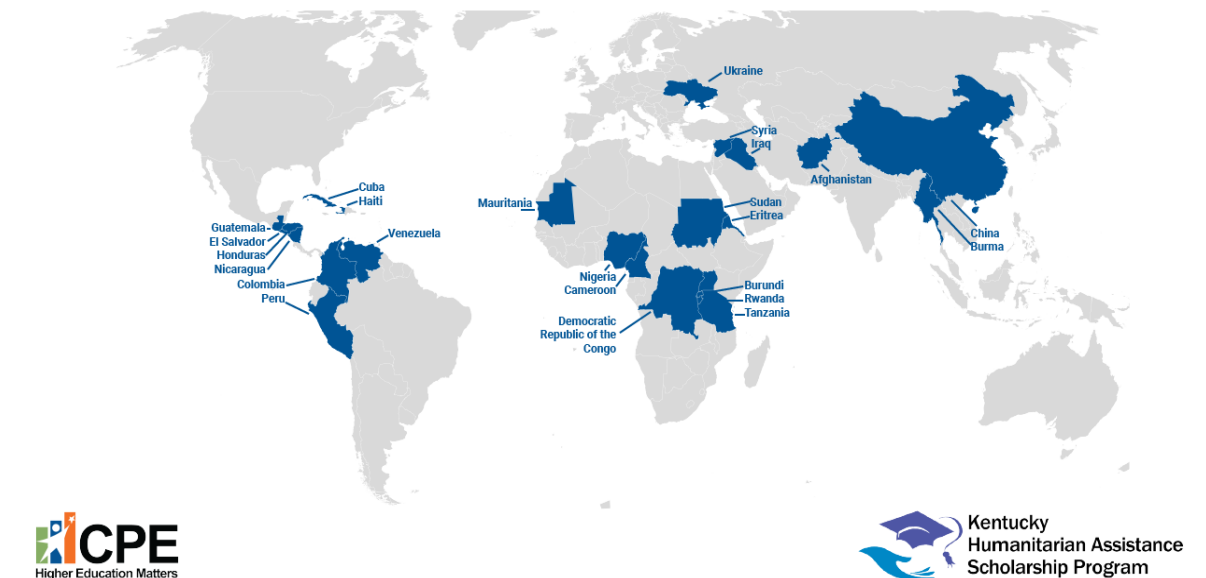 Ukraine
Syria
Iraq
Afghanistan
Cuba
Haiti
Mauritania
Sudan
Eritrea
Guatemala
El Salvador
Honduras
Nicaragua
Venezuela
China
Burma
Colombia
Peru
Nigeria
Cameroon
Burundi
Rwanda
Tanzania
Democratic
Republic of the
Congo
CPE
Higher Education Matters
Kentucky
Humanitarian Assistance
Scholarship Program